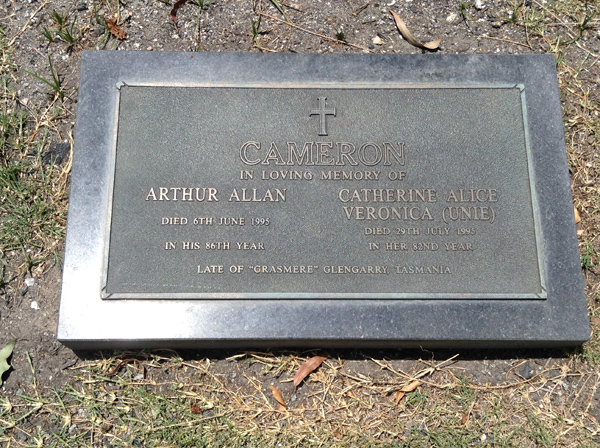 CAMERON
IN LOVING MEMORY OF
ARTHUR ALLAN
DIED 6TH JUNE 1995
IN HIS 86TH YEAR
CATHERINE ALICE
VERONICA (UNIE)
DIED 29TH JULY 1995
IN HER 82ND YEAR
LATE OF "GRASMERE" GLENGARRY, TASMANIA